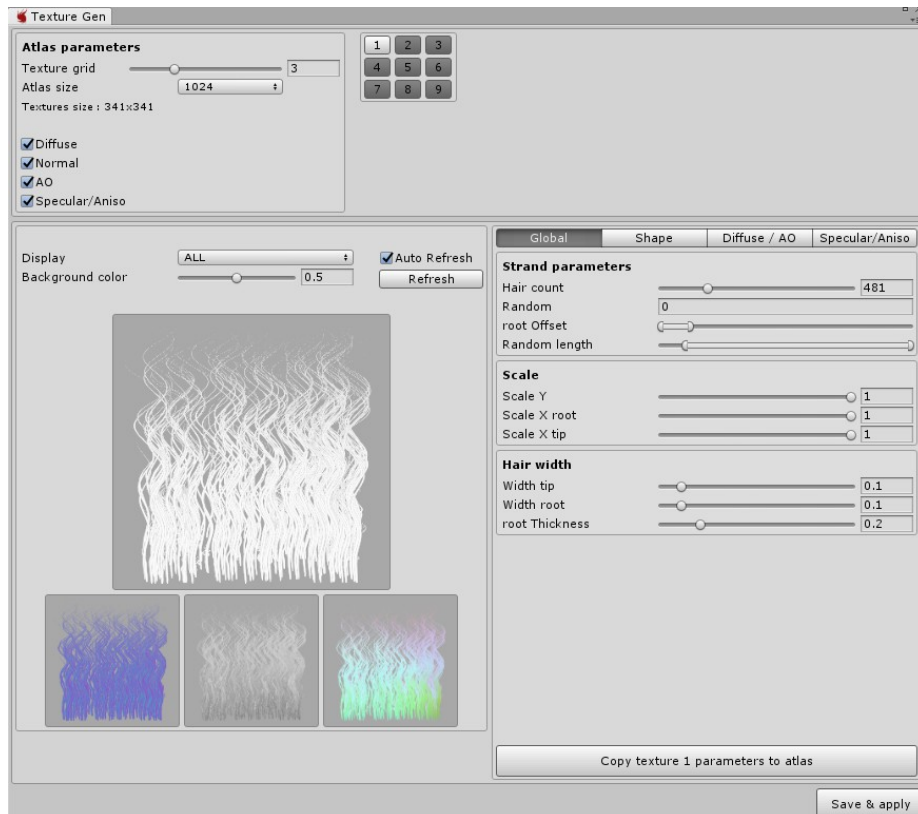 Texture Gen
Atlas parameters
Texture grid 3
Atlas size 1024
Textures size : 341x341
Diffuse
Normal
AO
Specular/Aniso
1 2 3
4 5 6
7 8 9
Display ALL Auto Refresh
Background color 0.5 Refresh
Global Shape Diffuse / AO Specular/Aniso
Strand parameters
Hair count 481
Random 0
root Offset
Random length
Scale
Scale Y 1
Scale X root 1
Scale X tip 1
Hair width
Width tip 0.1
Width root 0.1
root Thickness 0.2
Copy texture 1 parameters to atlas
Save & apply